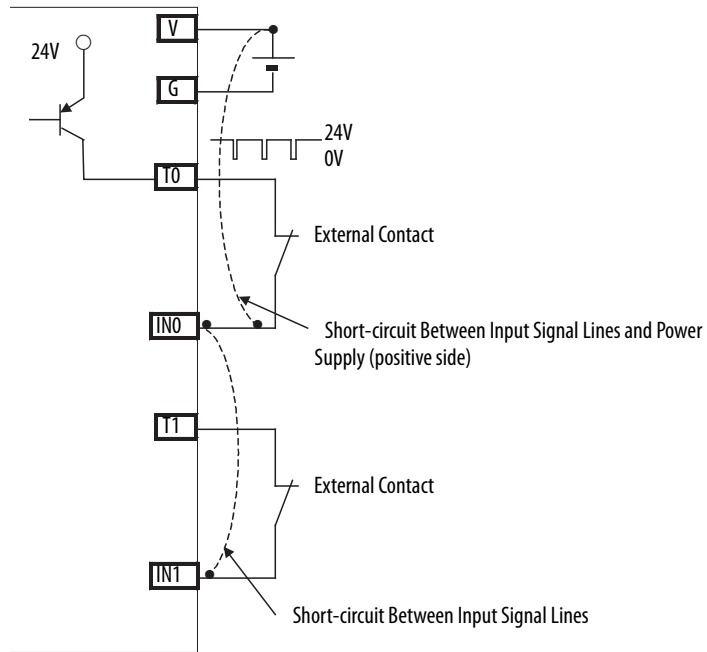 V
24V
G
24V
0V
T0
External Contact
IN0
Short-circuit Between Input Signal Lines and Power
Supply (positive side)
T1
External Contact
IN1
Short-circuit Between Input Signal Lines